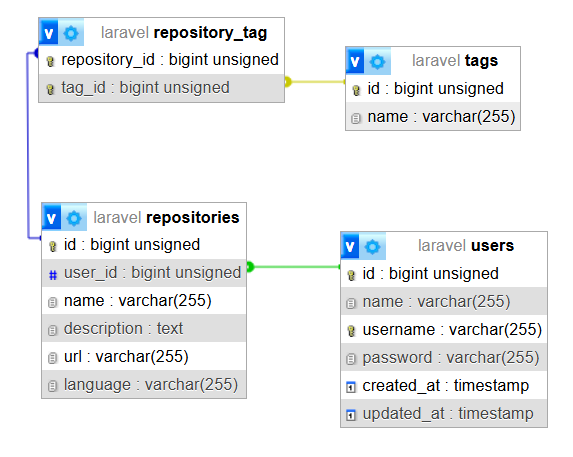 v laravel repository_tag
repository_id : bigint unsigned
tag_id : bigint unsigned
v laravel tags
id : bigint unsigned
name : varchar(255)
v laravel repositories
id : bigint unsigned
# user_id : bigint unsigned
name : varchar(255)
description : text
url : varchar(255)
language : varchar(255)
v laravel users
id : bigint unsigned
name : varchar(255)
username : varchar(255)
password : varchar(255)
created_at : timestamp
updated_at : timestamp